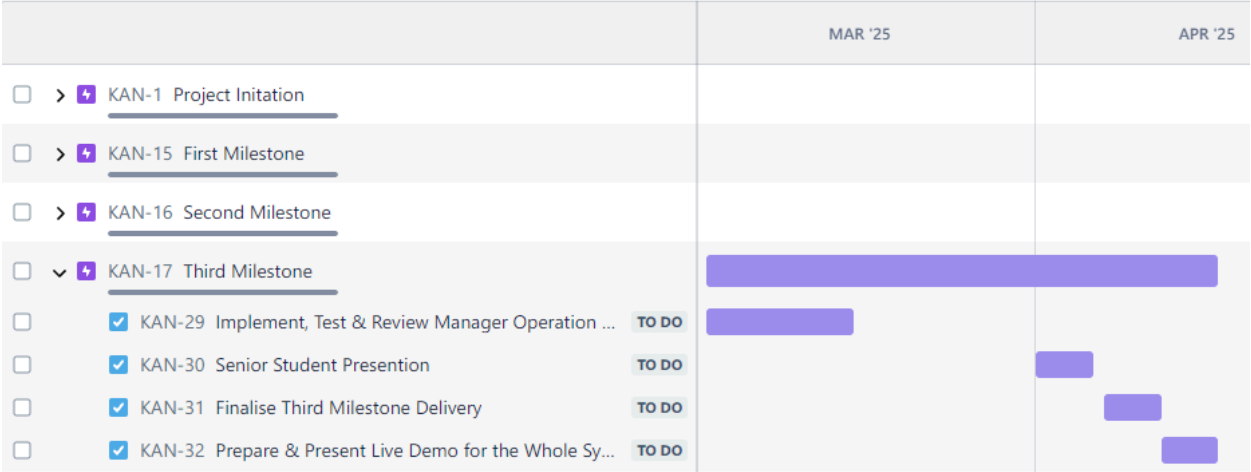 MAR '25 APR '25
KAN-1 Project Initation
KAN-15 First Milestone
KAN-16 Second Milestone
KAN-17 Third Milestone
KAN-29 Implement, Test & Review Manager Operation ... TO DO
KAN-30 Senior Student Presention TO DO
KAN-31 Finalise Third Milestone Delivery TO DO
KAN-32 Prepare & Present Live Demo for the Whole Sy... TO DO